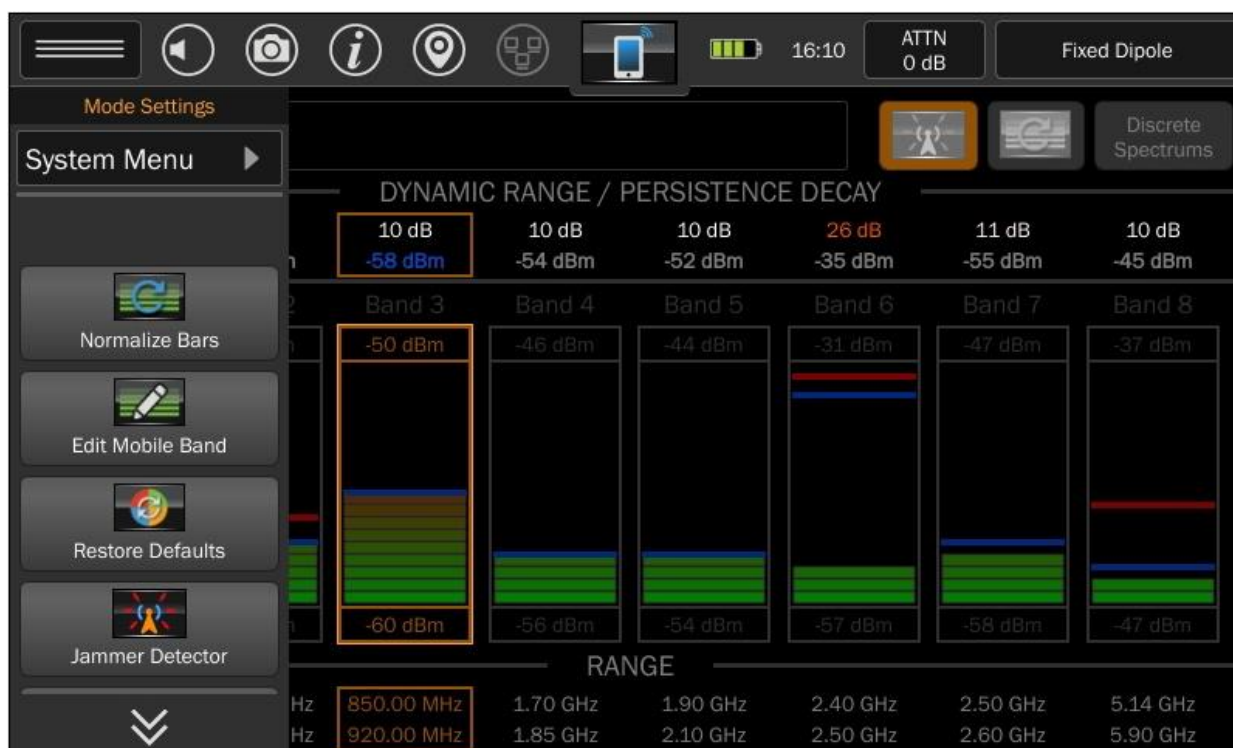 16:10
ATTN
0 dB
Fixed Dipole
Mode Settings
System Menu
Discrete
Spectrums
DYNAMIC RANGE / PERSISTENCE DECAY
10 dB 10 dB 10 dB 26 dB 11 dB 10 dB
-58 dBm -54 dBm -52 dBm -35 dBm -55 dBm -45 dBm
Band 3 Band 4 Band 5 Band 6 Band 7 Band 8
-50 dBm -46 dBm -44 dBm -31 dBm -47 dBm -37 dBm
Normalize Bars
Edit Mobile Band
Restore Defaults
Jammer Detector
-60 dBm -56 dBm -54 dBm -57 dBm -58 dBm -47 dBm
RANGE
Hz 850.00 MHz 1.70 GHz 1.90 GHz 2.40 GHz 2.50 GHz 5.14 GHz
Hz 920.00 MHz 1.85 GHz 2.10 GHz 2.50 GHz 2.60 GHz 5.90 GHz